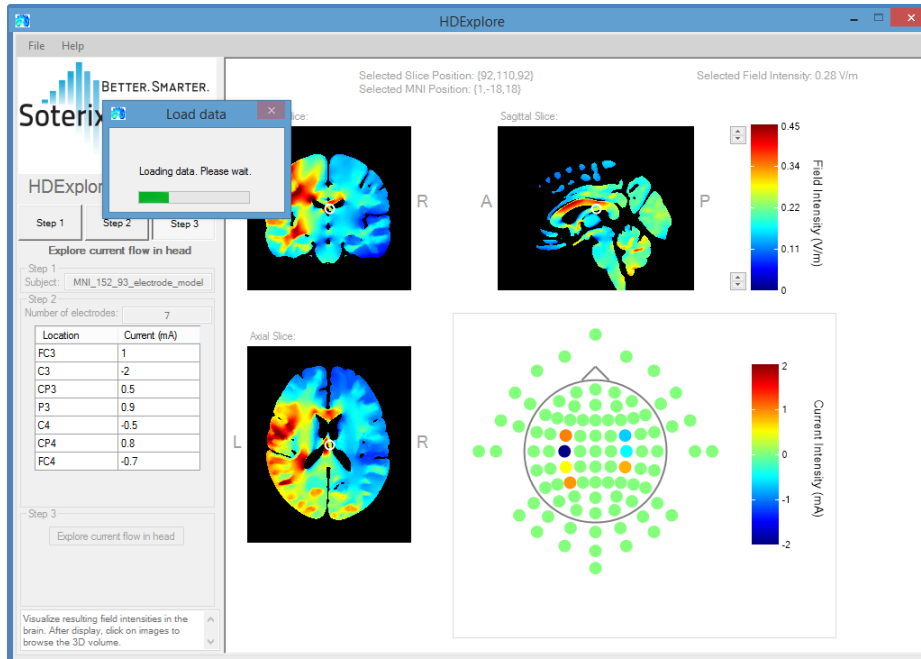 HDExplore
File Help
Selected Slice Position: {92,110,92}
Selected MNI Position: {1,-18,18}
Selected Field Intensity: 0.28 V/m
BETTER. SMARTER.
Load data
Loading data. Please wait.
Sagittal Slice:
R
A
P
0.45
0.34
0.22
0.11
0
Field Intensity (V/m)
Step 1
Step 2
Step 3
Explore current flow in head
Step 1
Subject: MNI_152_93_electrode_model
Step 2
Number of electrodes: 7
Location Current (mA)
FC3 1
C3 -2
CP3 0.5
P3 0.9
C4 -0.5
CP4 0.8
FC4 -0.7
Step 3
Explore current flow in head
Visualize resulting field intensities in the
brain. After display, click on images to
browse the 3D volume.
Axial Slice:
L
R
2
1
0
-1
-2
Current Intensity (mA)